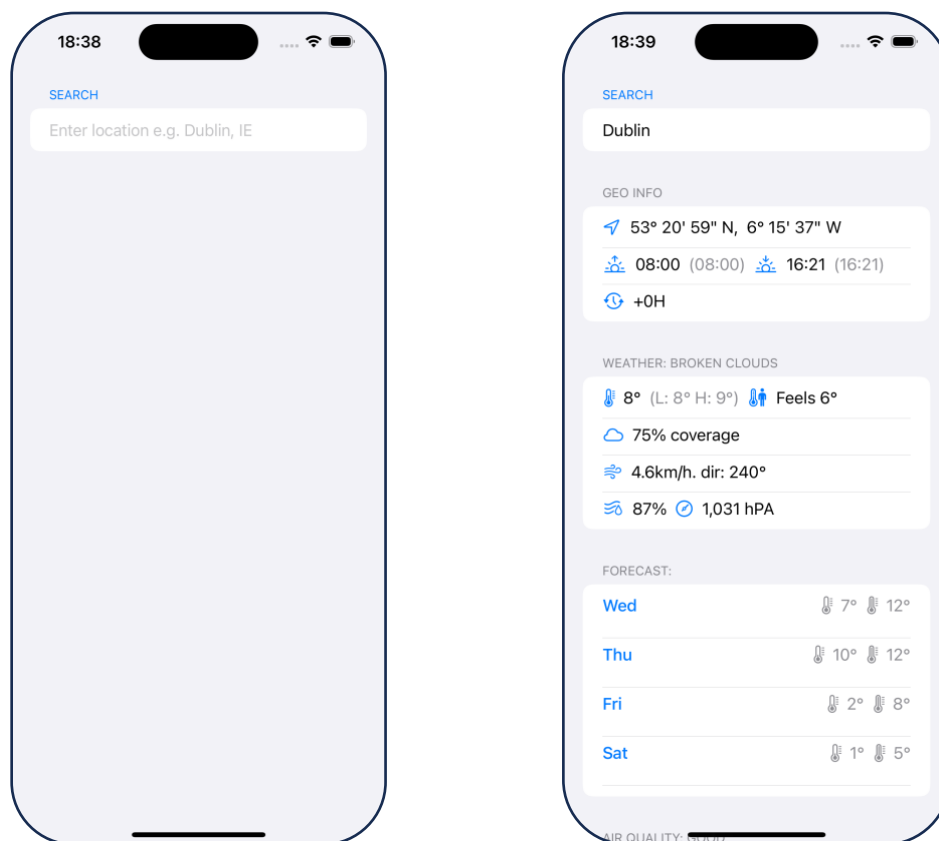 18:38
SEARCH
Enter location e.g. Dublin, IE
18:39
SEARCH
Dublin
GEO INFO
53° 20' 59" N, 6° 15' 37" W
08:00 (08:00) 16:21 (16:21)
+0H
WEATHER: BROKEN CLOUDS
8° (L: 8° H: 9°) Feels 6°
75% coverage
4.6km/h. dir: 240°
87% 1,031 hPA
FORECAST:
Wed 7° 12°
Thu 10° 12°
Fri 2° 8°
Sat 1° 5°
AIR QUALITY: GOOD